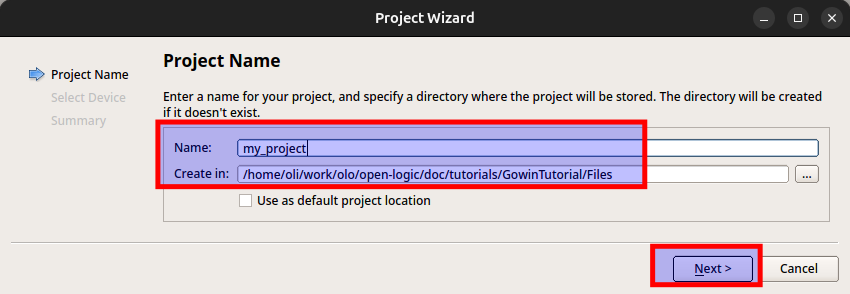 Project Wizard
Project Name
Select Device
Summary
Project Name
Enter a name for your project, and specify a directory where the project will be stored. The directory will be created
if it doesn't exist.
Name: my_project
Create in: /home/oli/work/olo/open-logic/doc/tutorials/GowinTutorial/Files ...
Use as default project location
Next > Cancel